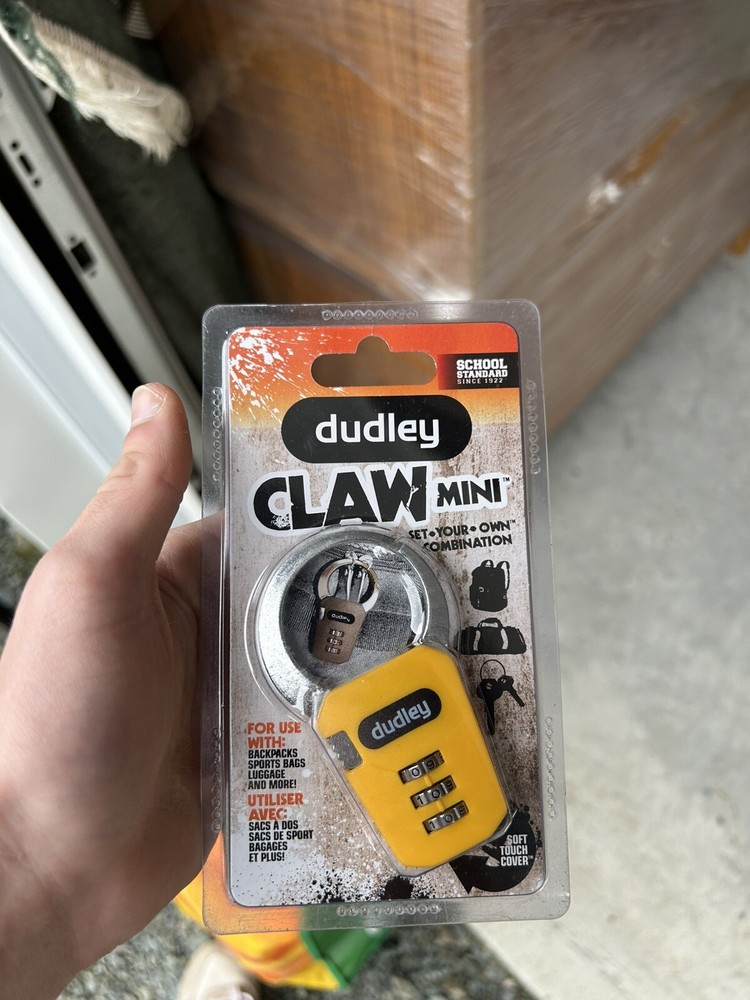 SCHOOL
STANDARD
SINCE 1922
dudley
CLAW MINI™
SET•YOUR•OWN™
COMBINATION
dudley
dudley
FOR USE
WITH:
BACKPACKS
SPORTS BAGS
LUGGAGE
AND MORE!
UTILISER
AVEC:
SACS À DOS
SACS DE SPORT
BAGAGES
ET PLUS!
SOFT
TOUCH
COVER™